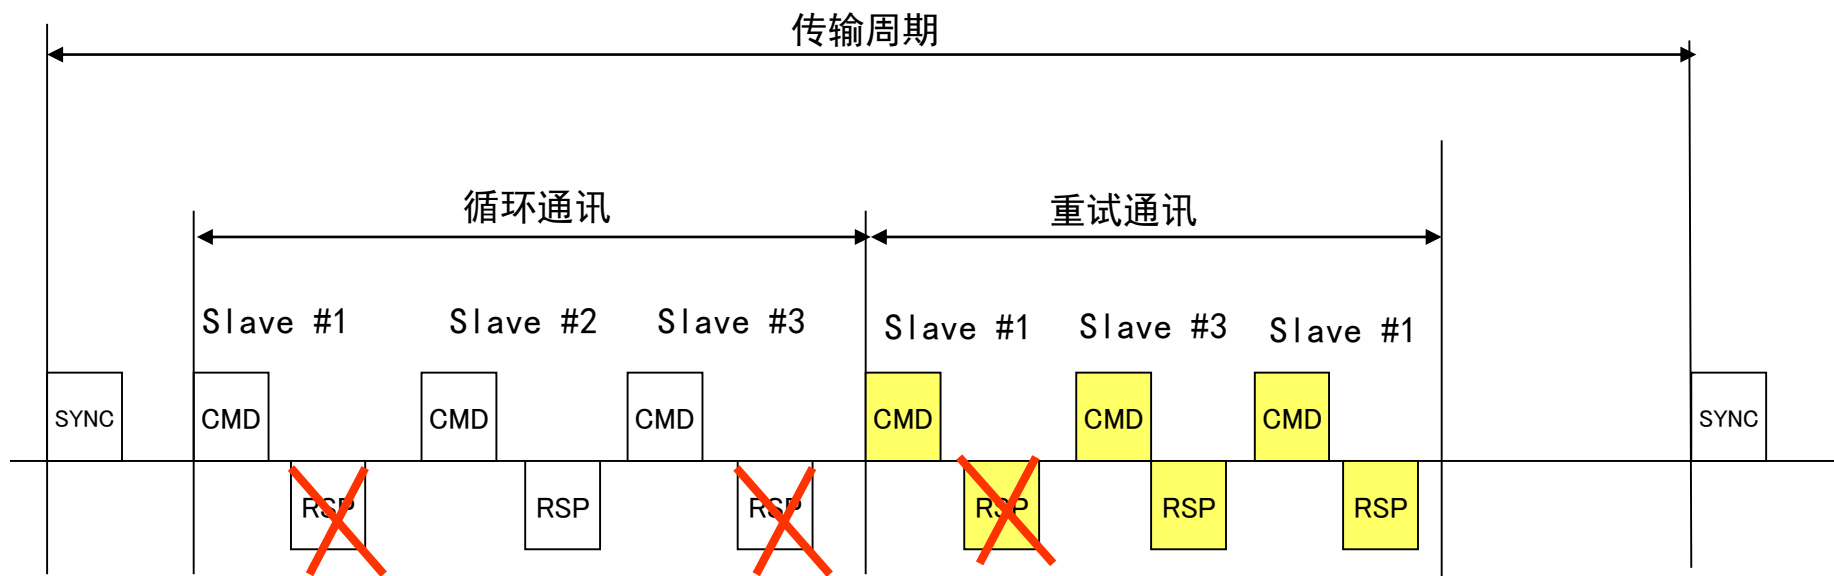 传输周期
循环通讯
重试通讯
Slave #1
Slave #2
Slave #3
Slave #1
Slave #3
Slave #1
SYNC
CMD
CMD
CMD
CMD
CMD
CMD
SYNC
RSP
RSP
RSP
RSP
RSP
RSP